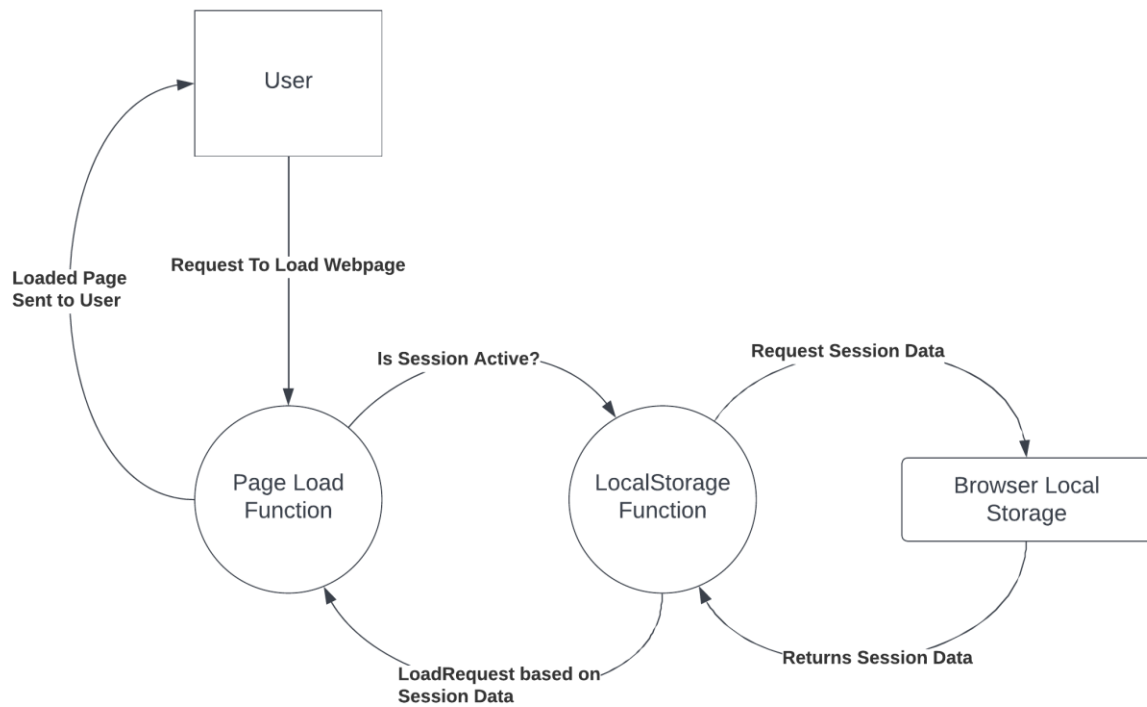 User
Loaded Page
Sent to User
Request To Load Webpage
Is Session Active?
Request Session Data
Page Load
Function
LocalStorage
Function
Browser Local
Storage
LoadRequest based on
Session Data
Returns Session Data